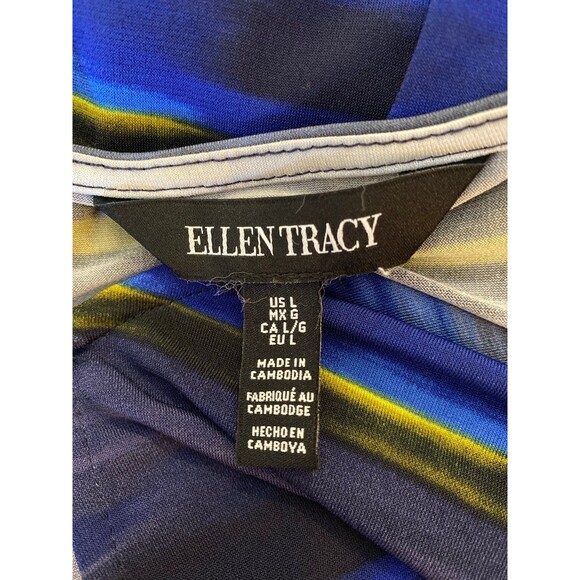 ELLEN TRACY
US L
MX G
CA L/G
EU L
MADE IN
CAMBODIA
FABRIQUÉ AU
CAMBODGE
HECHO EN
CAMBOYA